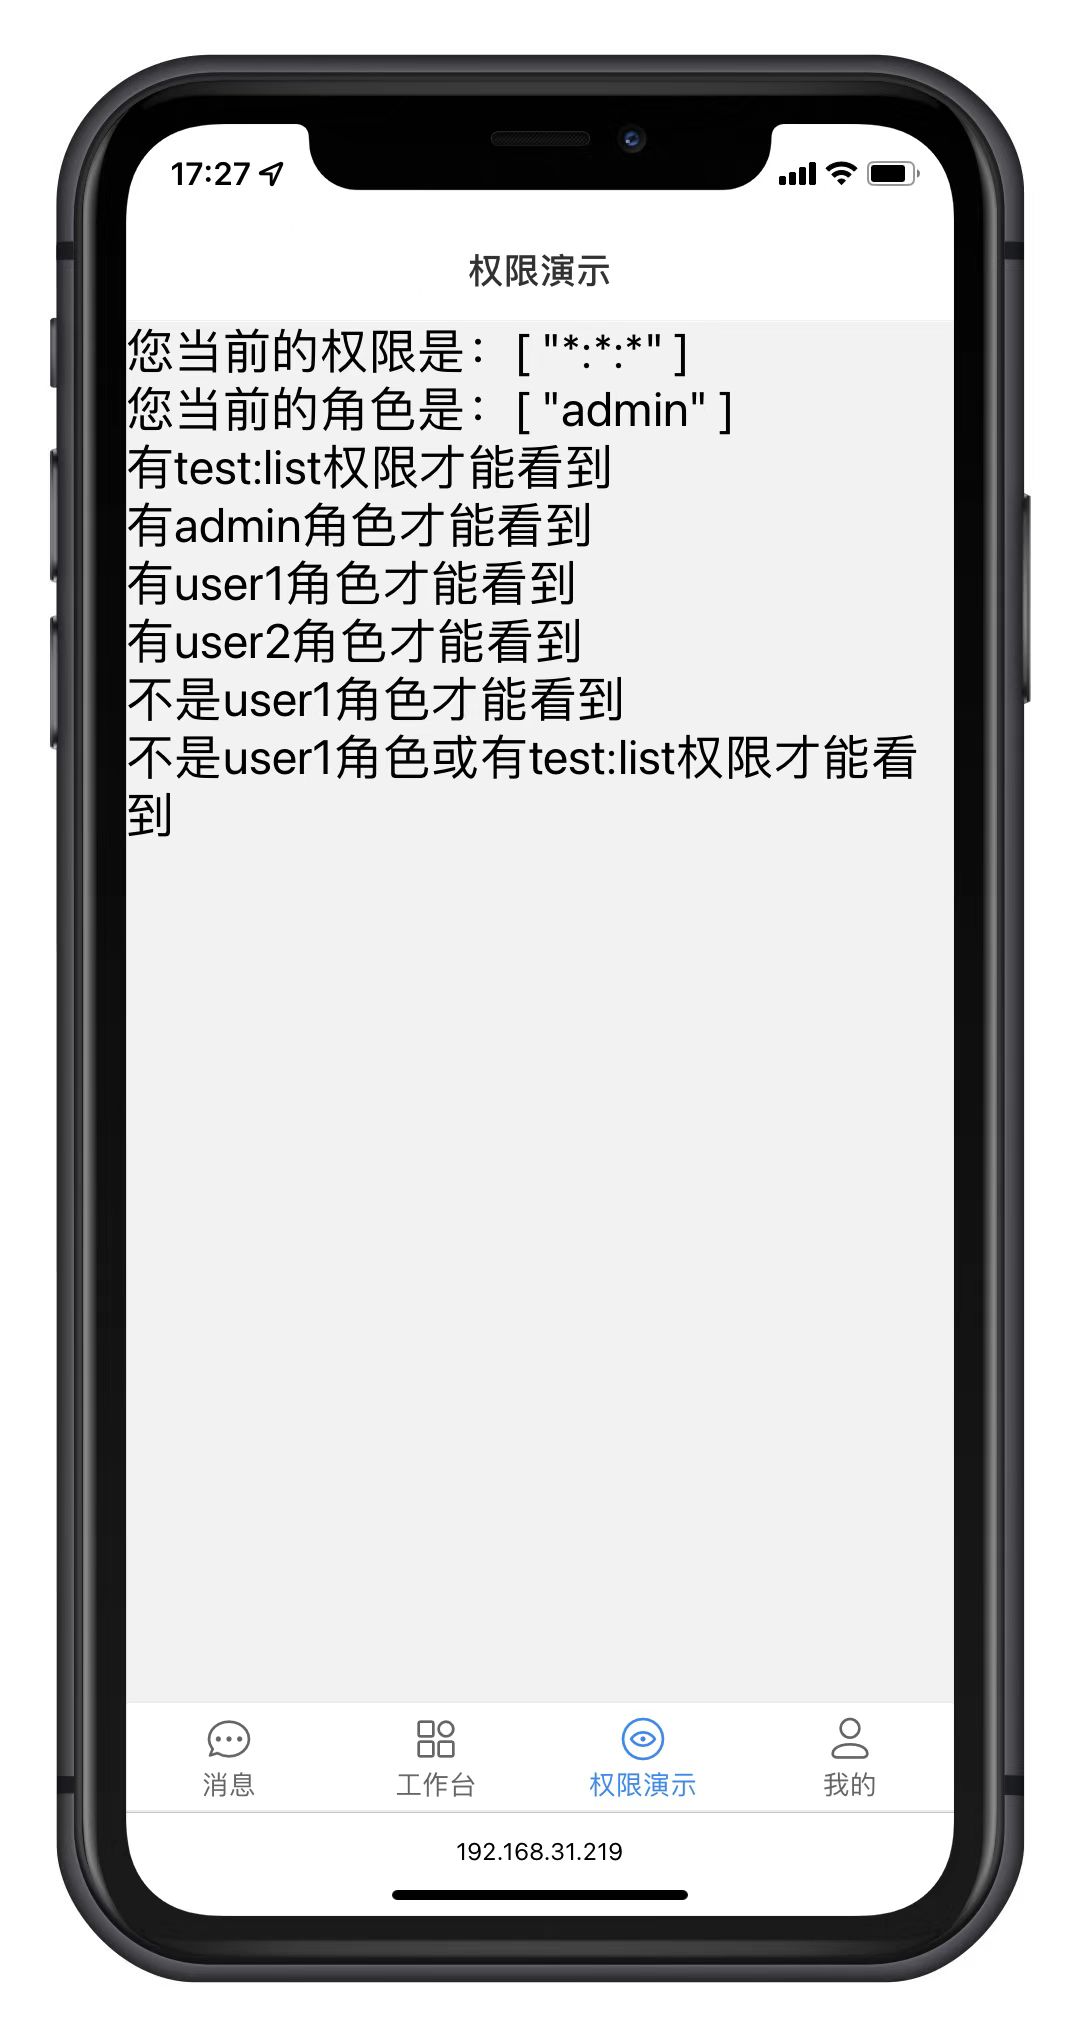 17:27
权限演示
您当前的权限是：[ "*:*:*" ]
您当前的角色是：[ "admin" ]
有test:list权限才能看到
有admin角色才能看到
有user1角色才能看到
有user2角色才能看到
不是user1角色才能看到
不是user1角色或有test:list权限才能看
到
消息 工作台 权限演示 我的
192.168.31.219